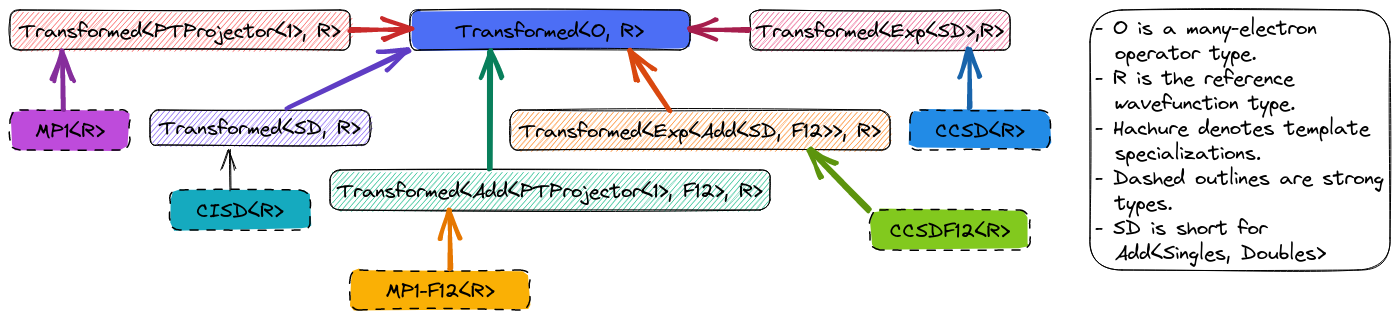 Transformed<PTProjector<1>, R>
Transformed<O, R>
Transformed<Exp<SD>,R>
MP1<R>
Transformed<SD, R>
Transformed<Exp<Add<SD, F12>>, R>
CCSD<R>
Transformed<Add<PTProjector<1>, F12>, R>
CISD<R>
CCSDF12<R>
MP1-F12<R>
- O is a many-electron
operator type.
- R is the reference
wavefunction type.
- Hachure denotes template
specializations.
- Dashed outlines are strong
types.
- SD is short for
Add<Singles, Doubles>